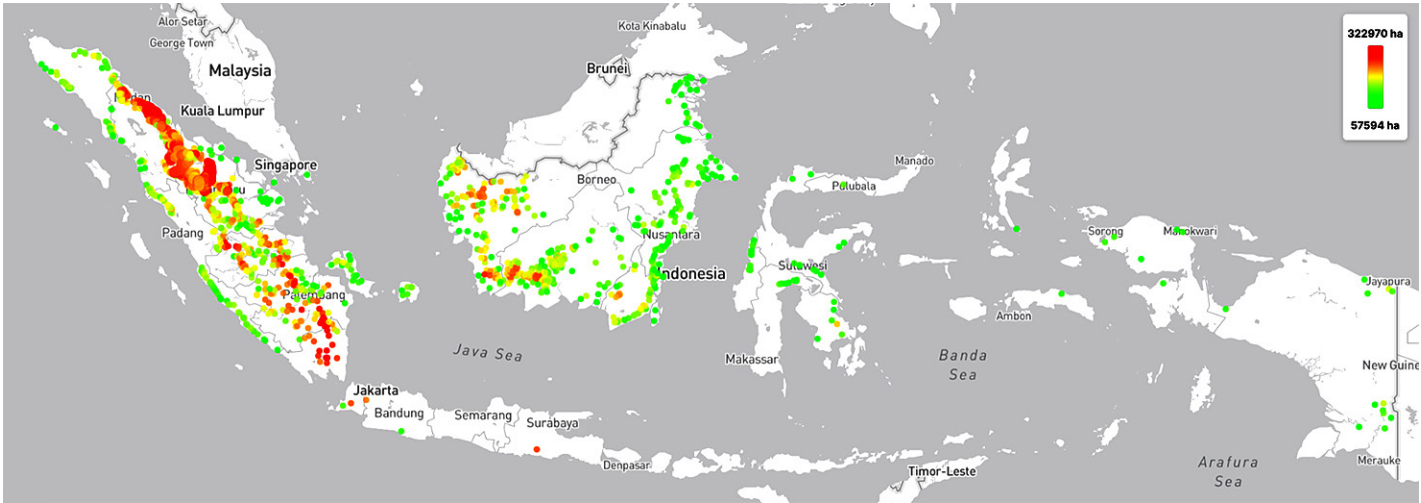 Alor Setar
George Town
Malaysia
Kuala Lumpur
Singapore
Padang
Palembang
Kota Kinabalu
Brunei
Borneo
Nusantara
Indonesia
Manado
Pulubala
Sulawesi
Makassar
Java Sea
Jakarta
Bandung
Semarang
Surabaya
Denpasar
Banda
Sea
Ambon
Sorong
Manokwari
Jayapura
New Guine
Merauke
Arafura
Sea
Timor-Leste
322970 ha
57594 ha